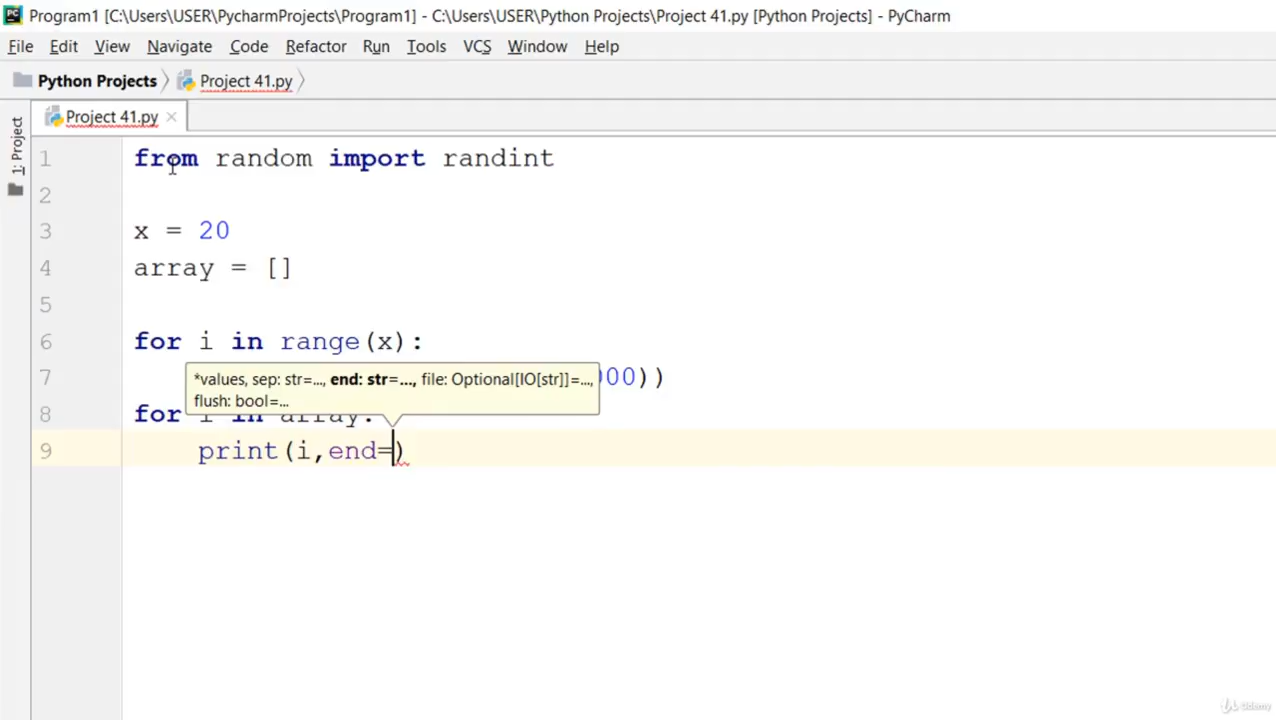 Program1 [C:\Users\USER\PycharmProjects\Program1] - C:\Users\USER\Python Projects\Project 41.py [Python Projects] - PyCharm
File Edit View Navigate Code Refactor Run Tools VCS Window Help
Python Projects Project 41.py
Project 41.py
1: Project
1 from random import randint
2
3 x = 20
4 array = []
5
6 for i in range(x):
*values, sep: str=..., end: str=..., file: Optional[IO[str]]=...,
flush: bool=...
7 00))
8 for i in array:
9 print(i,end=)
Udemy